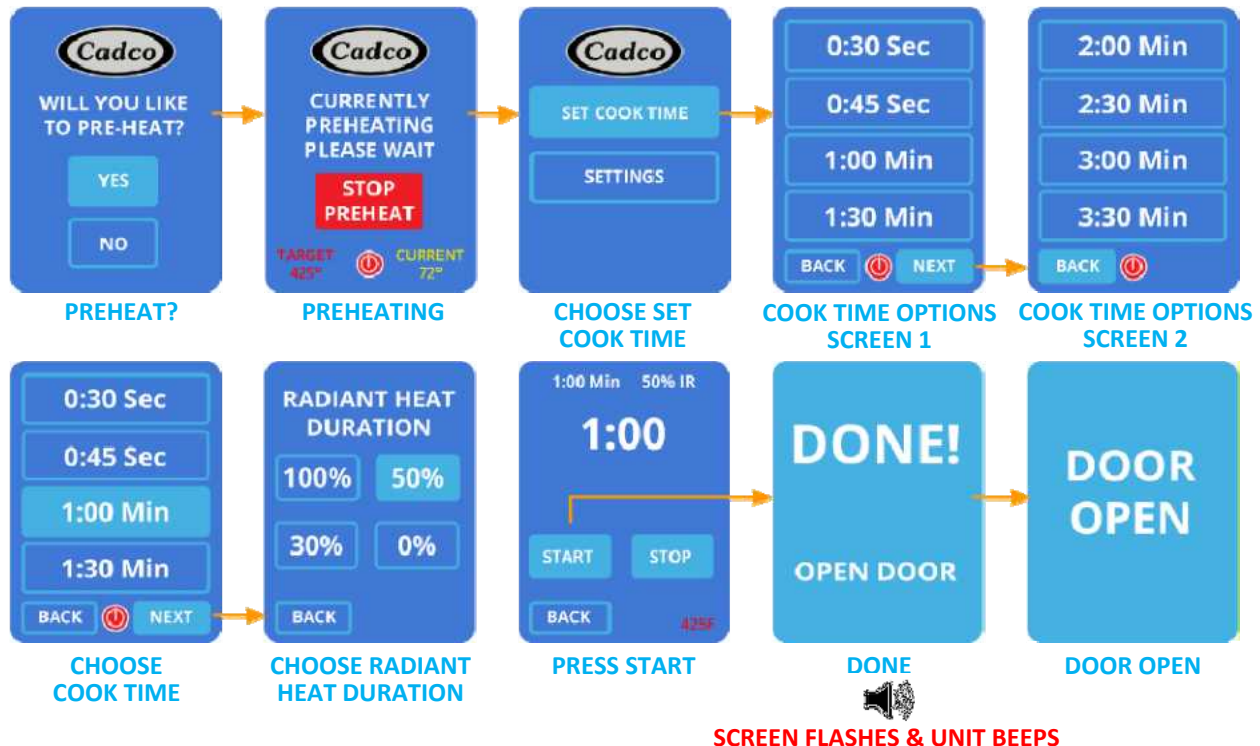 Cadco
WILL YOU LIKE
TO PRE-HEAT?
YES
NO
PREHEAT?
Cadco
CURRENTLY
PREHEATING
PLEASE WAIT
STOP
PREHEAT
TARGET
425°
CURRENT
72°
PREHEATING
Cadco
SET COOK TIME
SETTINGS
CHOOSE SET
COOK TIME
0:30 Sec
0:45 Sec
1:00 Min
1:30 Min
BACK
NEXT
COOK TIME OPTIONS
SCREEN 1
2:00 Min
2:30 Min
3:00 Min
3:30 Min
BACK
COOK TIME OPTIONS
SCREEN 2
0:30 Sec
0:45 Sec
1:00 Min
1:30 Min
BACK
NEXT
CHOOSE
COOK TIME
RADIANT HEAT
DURATION
100%
50%
30%
0%
BACK
CHOOSE RADIANT
HEAT DURATION
1:00 Min 50% IR
1:00
START
STOP
BACK
425F
PRESS START
DONE!
OPEN DOOR
DONE
DOOR
OPEN
DOOR OPEN
SCREEN FLASHES & UNIT BEEPS